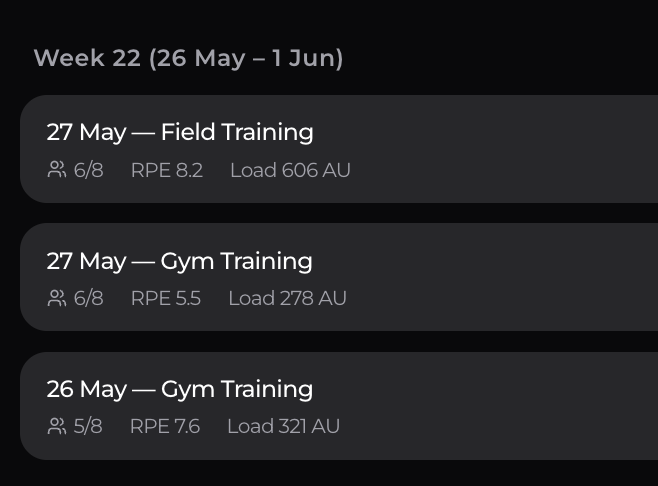 Week 22 (26 May – 1 Jun)
27 May — Field Training
6/8 RPE 8.2 Load 606 AU
27 May — Gym Training
6/8 RPE 5.5 Load 278 AU
26 May — Gym Training
5/8 RPE 7.6 Load 321 AU